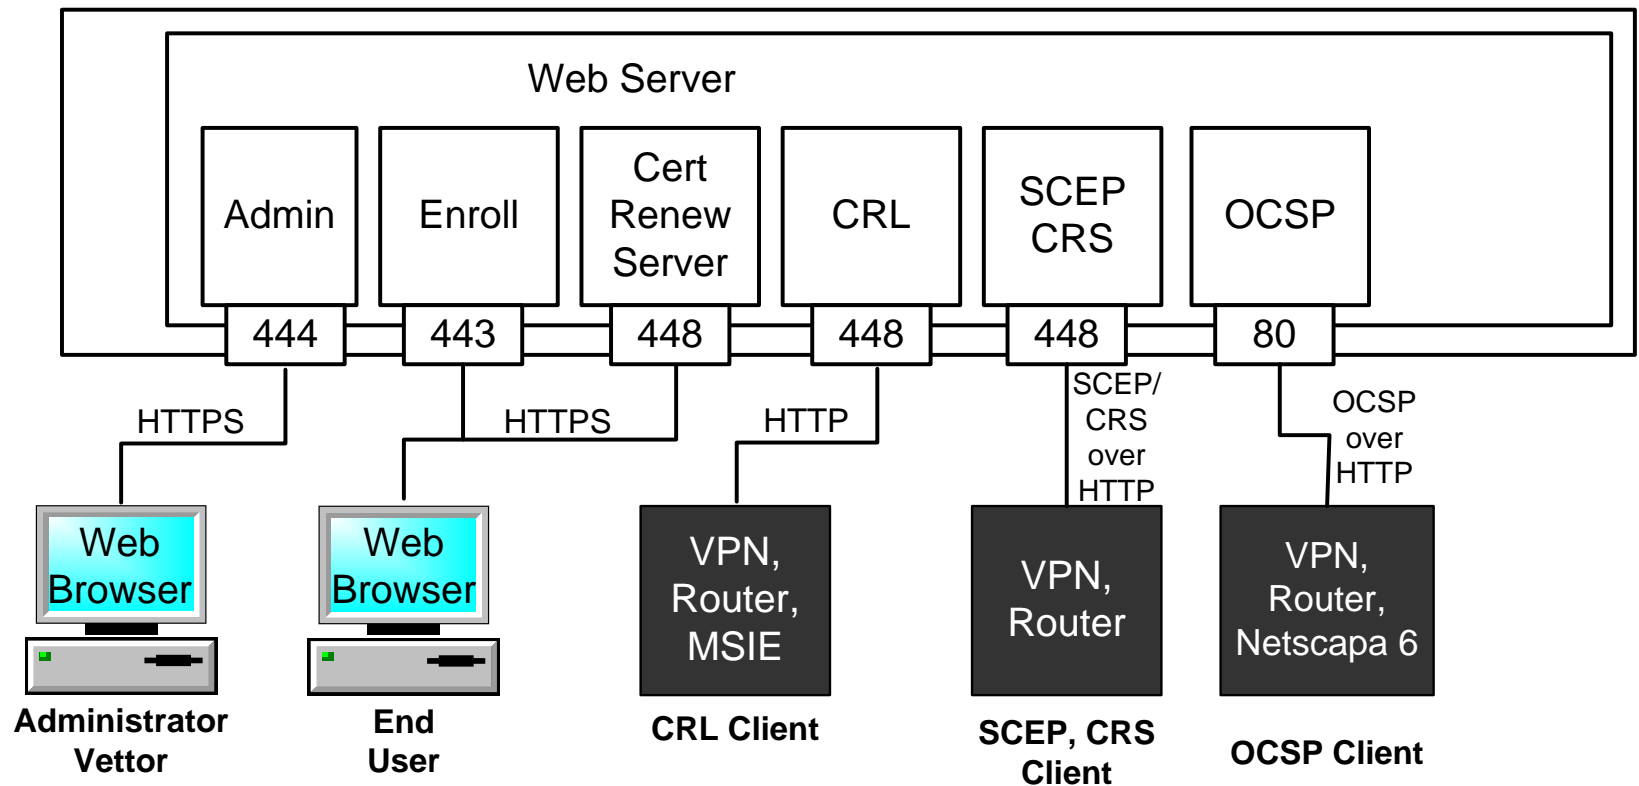 Web Server
Admin
Enroll
Cert
Renew
Server
CRL
SCEP
CRS
OCSP
444
443
448
448
448
80
HTTPS
HTTPS
HTTP
SCEP/
CRS
over
HTTP
OCSP
over
HTTP
Web
Browser
Web
Browser
VPN,
Router,
MSIE
VPN,
Router
VPN,
Router,
Netscapa 6
Administrator
Vettor
End
User
CRL Client
SCEP, CRS
Client
OCSP Client